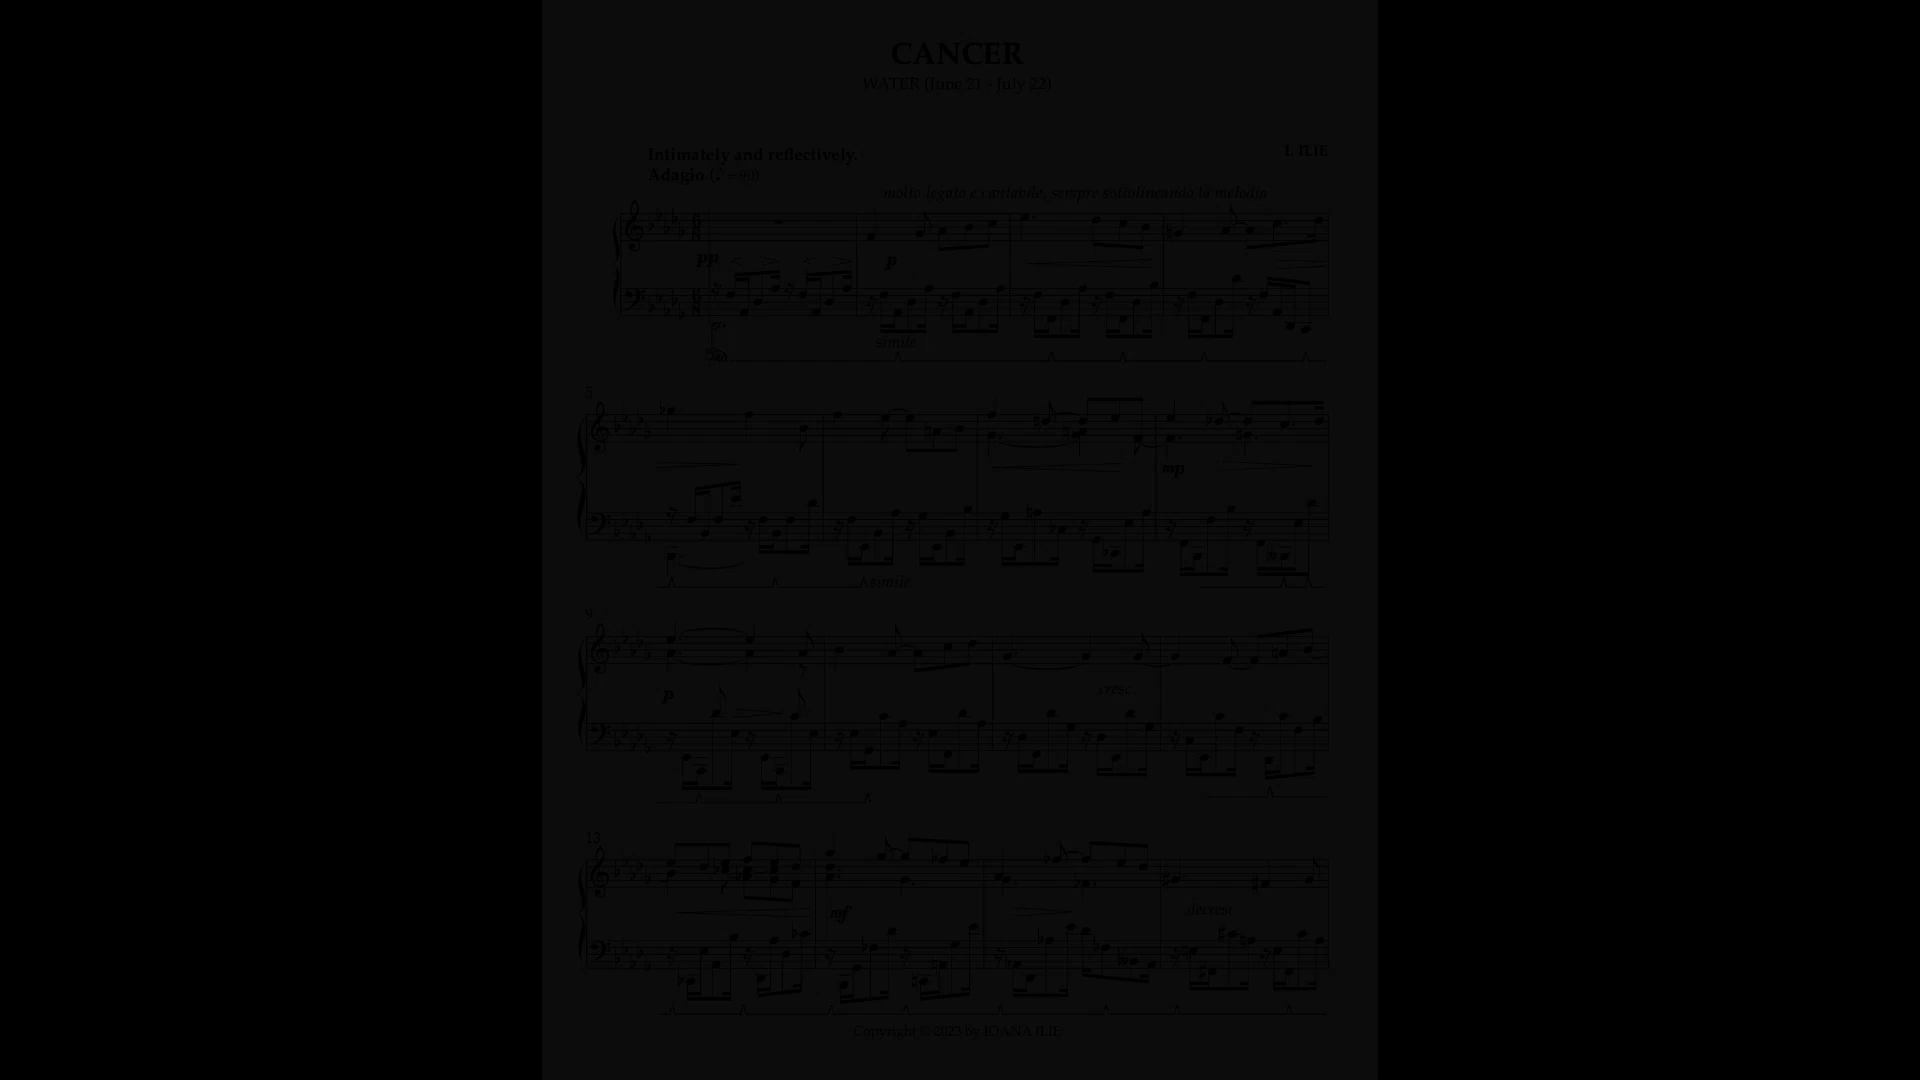 CANCER
WATER (June 21 - July 22)
I. ILIE
Intimately and reflectively.
Adagio (♪ = 90)
molto legato e cantabile, sempre sottolineando la melodia
pp
p
simile
5
mp
simile
9
p
cresc.
13
mf
decresc.
Copyright © 2023 by IOANA ILIE